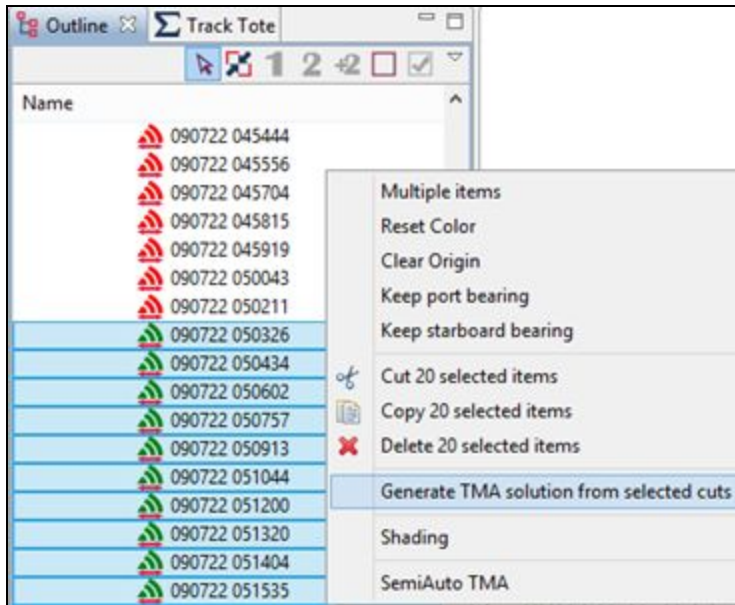 Outline Track Tote
1 2 +2
Name
090722 045444
090722 045556
090722 045704
090722 045815
090722 045919
090722 050043
090722 050211
090722 050326
090722 050434
090722 050602
090722 050757
090722 050913
090722 051044
090722 051200
090722 051320
090722 051404
090722 051535
Multiple items
Reset Color
Clear Origin
Keep port bearing
Keep starboard bearing
Cut 20 selected items
Copy 20 selected items
Delete 20 selected items
Generate TMA solution from selected cuts
Shading
SemiAuto TMA